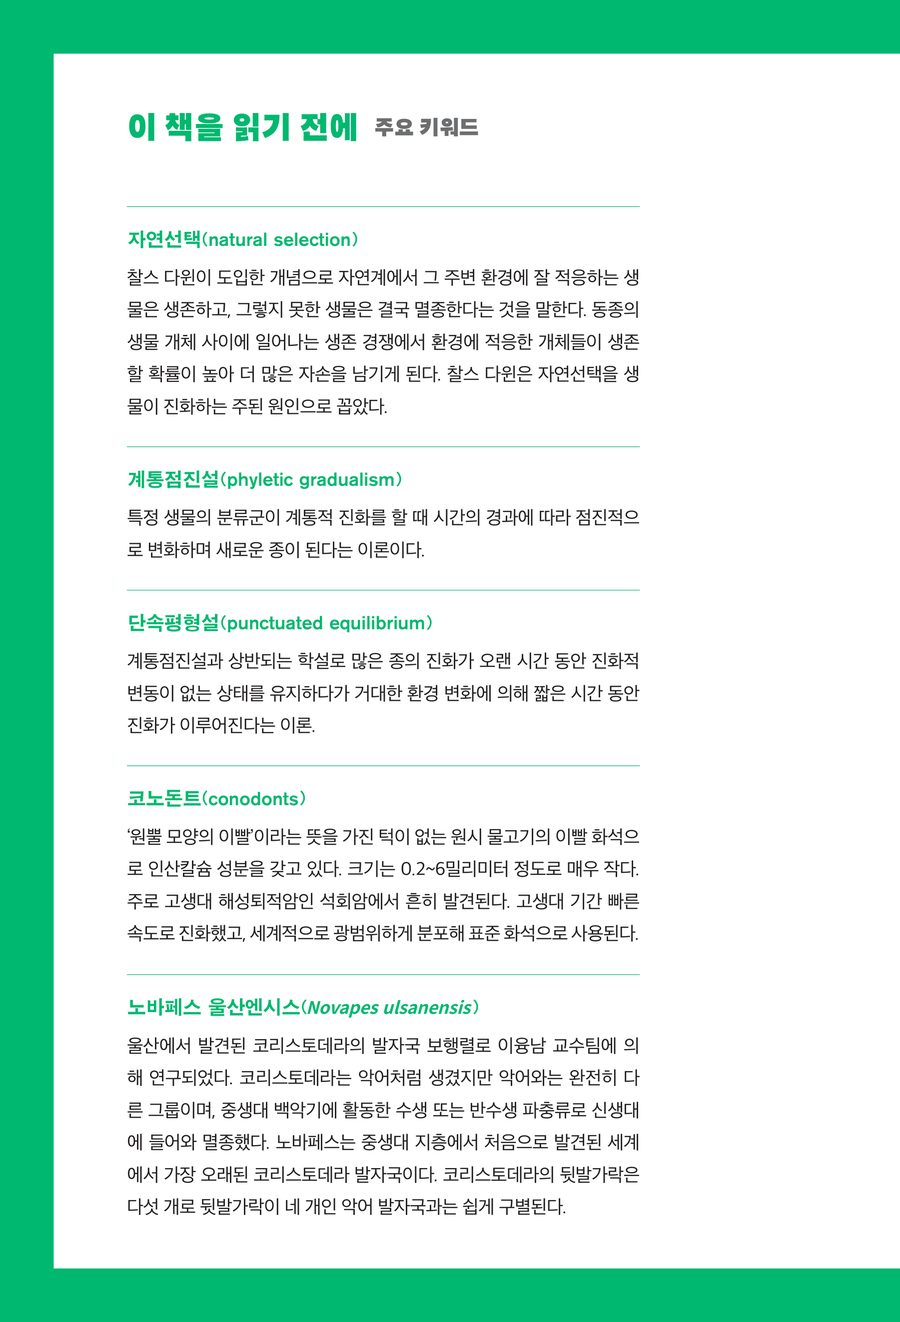 이 책을 읽기 전에 주요 키워드
자연선택(natural selection)
찰스 다윈이 도입한 개념으로 자연계에서 그 주변 환경에 잘 적응하는 생
물은 생존하고, 그렇지 못한 생물은 결국 멸종한다는 것을 말한다. 동종의
생물 개체 사이에 일어나는 생존 경쟁에서 환경에 적응한 개체들이 생존
할 확률이 높아 더 많은 자손을 남기게 된다. 찰스 다윈은 자연선택을 생
물이 진화하는 주된 원인으로 꼽았다.
계통점진설(phyletic gradualism)
특정 생물의 분류군이 계통적 진화를 할 때 시간의 경과에 따라 점진적으
로 변화하며 새로운 종이 된다는 이론이다.
단속평형설(punctuated equilibrium)
계통점진설과 상반되는 학설로 많은 종의 진화가 오랜 시간 동안 진화적
변동이 없는 상태를 유지하다가 거대한 환경 변화에 의해 짧은 시간 동안
진화가 이루어진다는 이론.
코노돈트(conodonts)
‘원뿔 모양의 이빨’이라는 뜻을 가진 턱이 없는 원시 물고기의 이빨 화석으
로 인산칼슘 성분을 갖고 있다. 크기는 0.2~6밀리미터 정도로 매우 작다.
주로 고생대 해성퇴적암인 석회암에서 흔히 발견된다. 고생대 기간 빠른
속도로 진화했고, 세계적으로 광범위하게 분포해 표준 화석으로 사용된다.
노바페스 울산엔시스(Novapes ulsanensis)
울산에서 발견된 코리스토데라의 발자국 보행렬로 이융남 교수팀에 의
해 연구되었다. 코리스토데라는 악어처럼 생겼지만 악어와는 완전히 다
른 그룹이며, 중생대 백악기에 활동한 수생 또는 반수생 파충류로 신생대
에 들어와 멸종했다. 노바페스는 중생대 지층에서 처음으로 발견된 세계
에서 가장 오래된 코리스토데라 발자국이다. 코리스토데라의 뒷발가락은
다섯 개로 뒷발가락이 네 개인 악어 발자국과는 쉽게 구별된다.